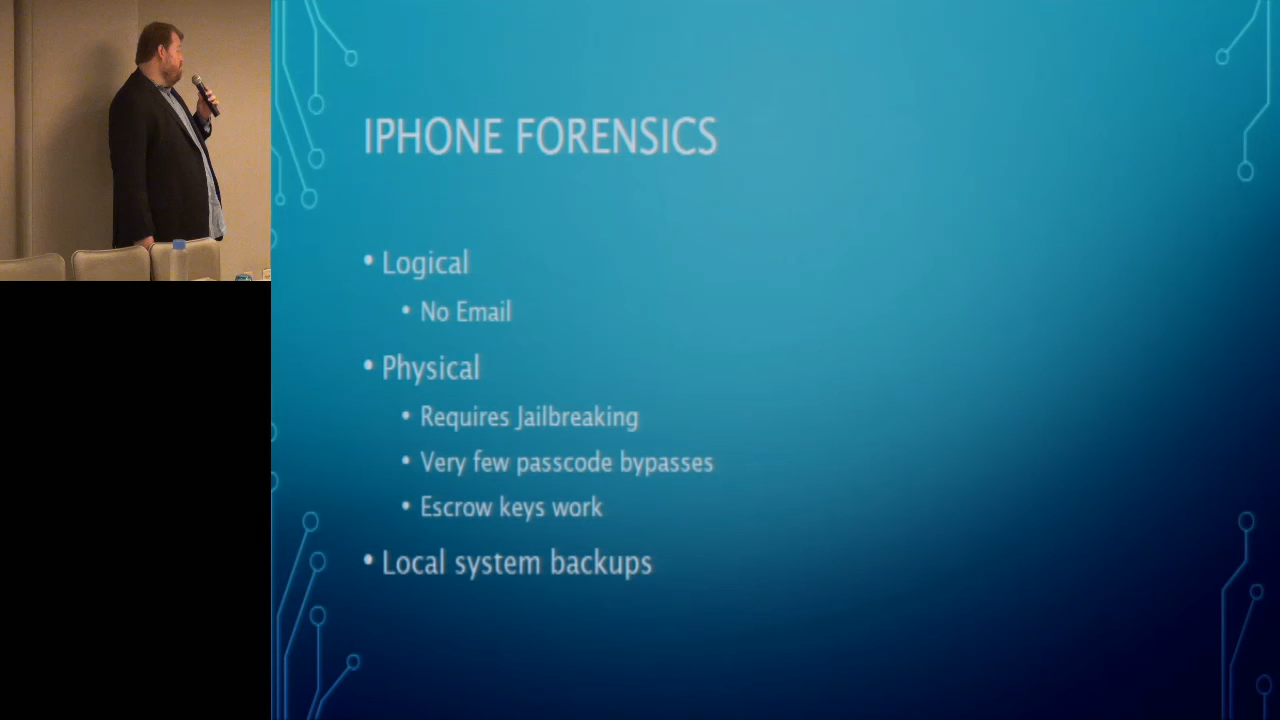 IPHONE FORENSICS
• Logical
• No Email
• Physical
• Requires Jailbreaking
• Very few passcode bypasses
• Escrow keys work
• Local system backups